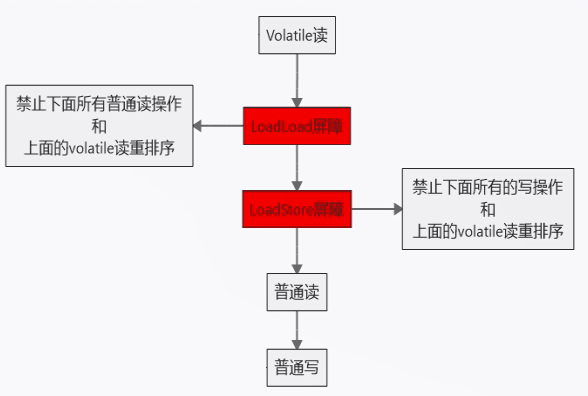 Volatile读
禁止下面所有普通读操作
和
上面的volatile读重排序
LoadLoad屏障
LoadStore屏障
禁止下面所有的写操作
和
上面的volatile读重排序
普通读
普通写